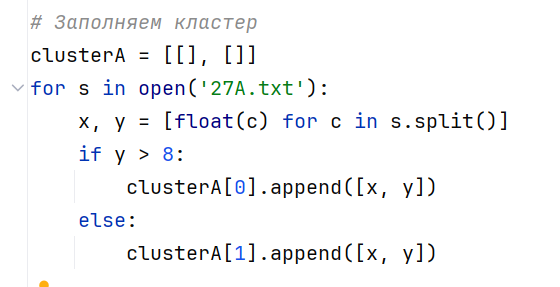 # Заполняем кластер
clusterA = [[], []]
for s in open('27A.txt'):
    x, y = [float(c) for c in s.split()]
    if y > 8:
        clusterA[0].append([x, y])
    else:
        clusterA[1].append([x, y])